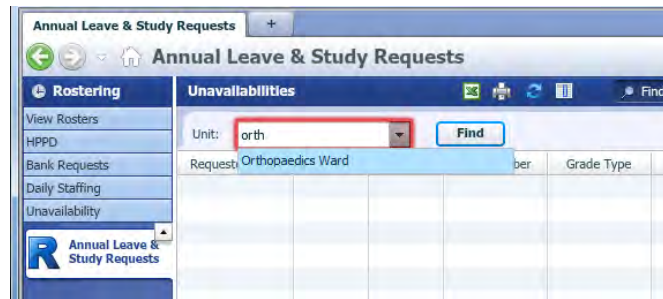 Annual Leave & Study Requests +
Annual Leave & Study Requests
Rostering
Unavailabilities
Find
View Rosters
HPPD
Bank Requests
Daily Staffing
Unavailability
Annual Leave &
Study Requests
Unit: orth Find
Orthopaedics Ward
Grade Type